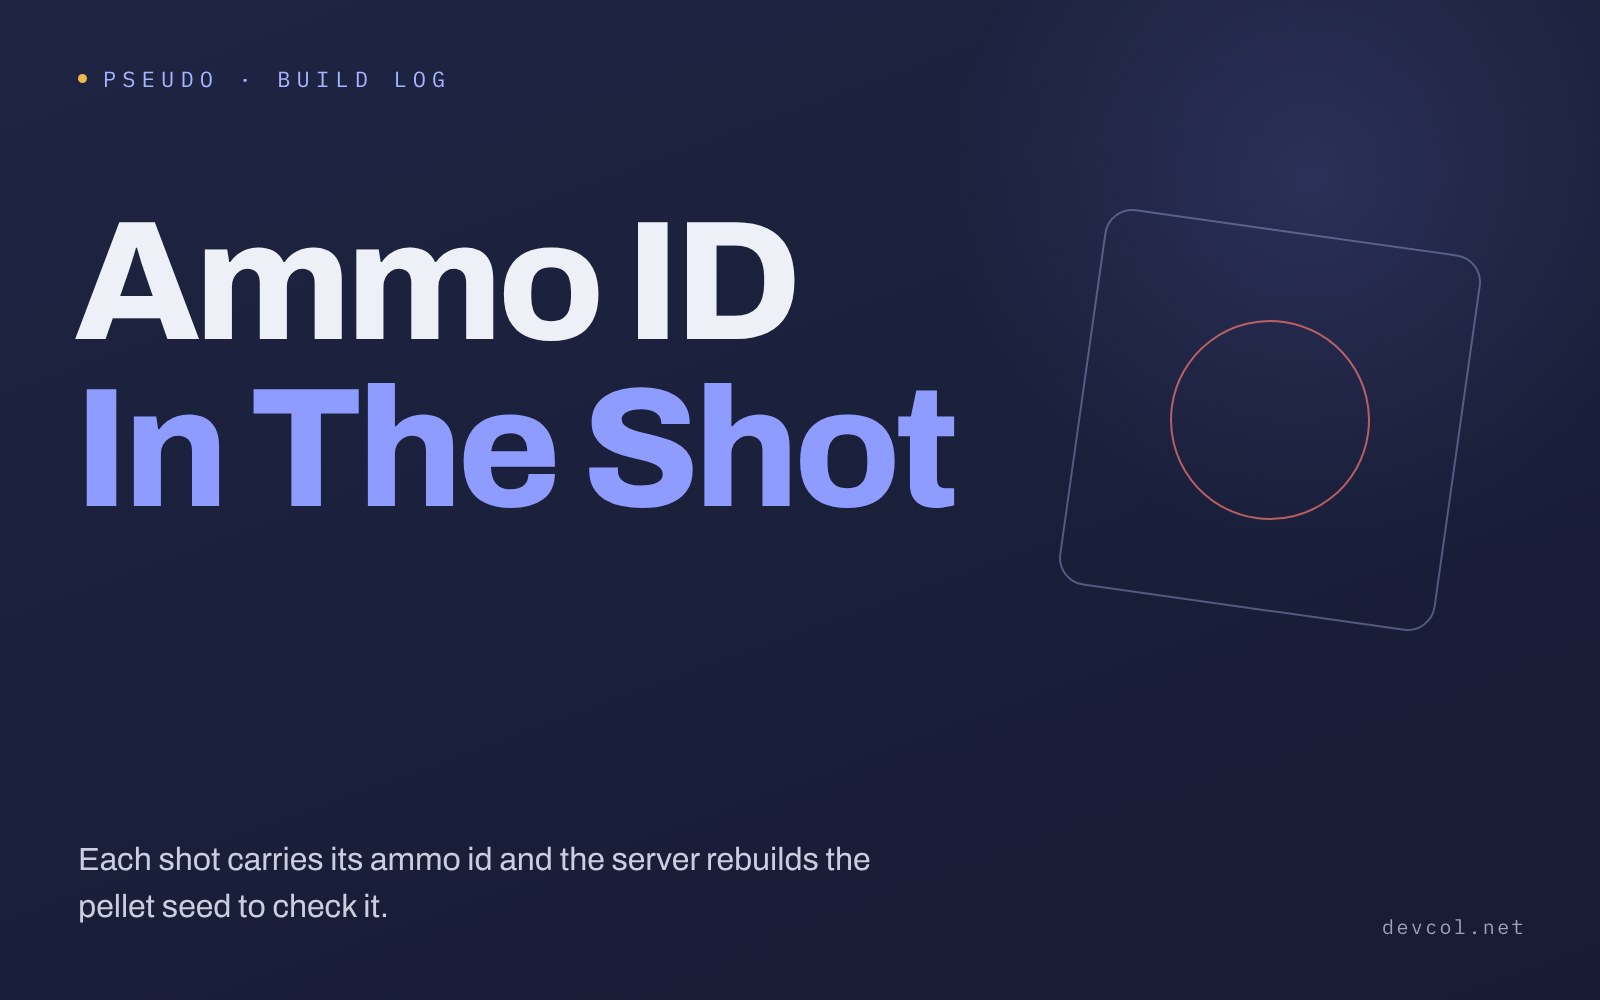 PSEUDO · BUILD LOG
Ammo ID
In The Shot
Each shot carries its ammo id and the server rebuilds the
pellet seed to check it.
devcol.net